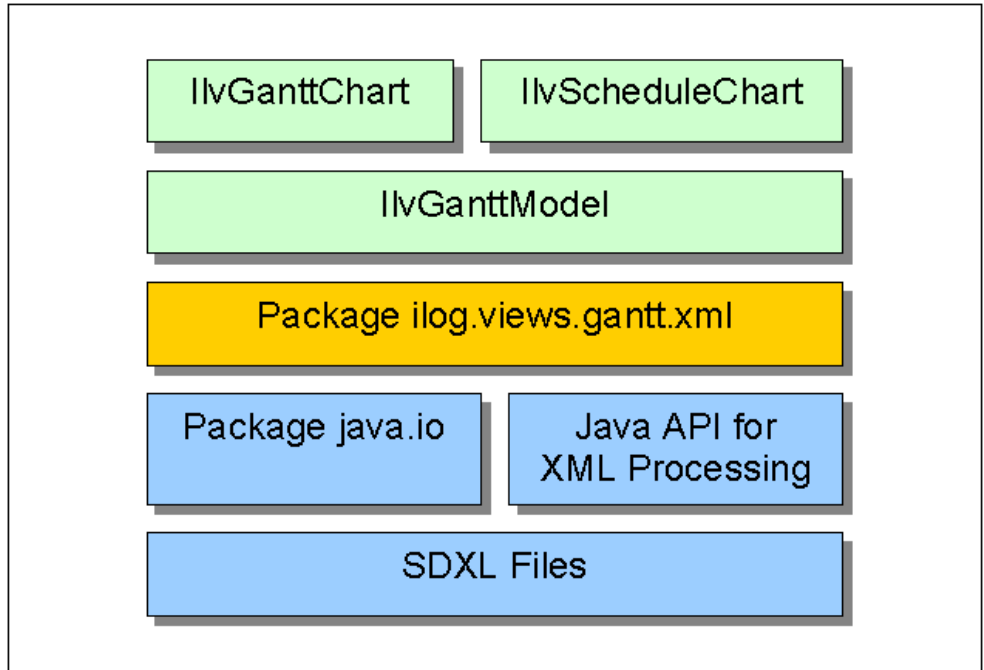 IlvGanttChart
IlvScheduleChart
IlvGanttModel
Package ilog.views.gantt.xml
Package java.io
Java API for
XML Processing
SDXL Files